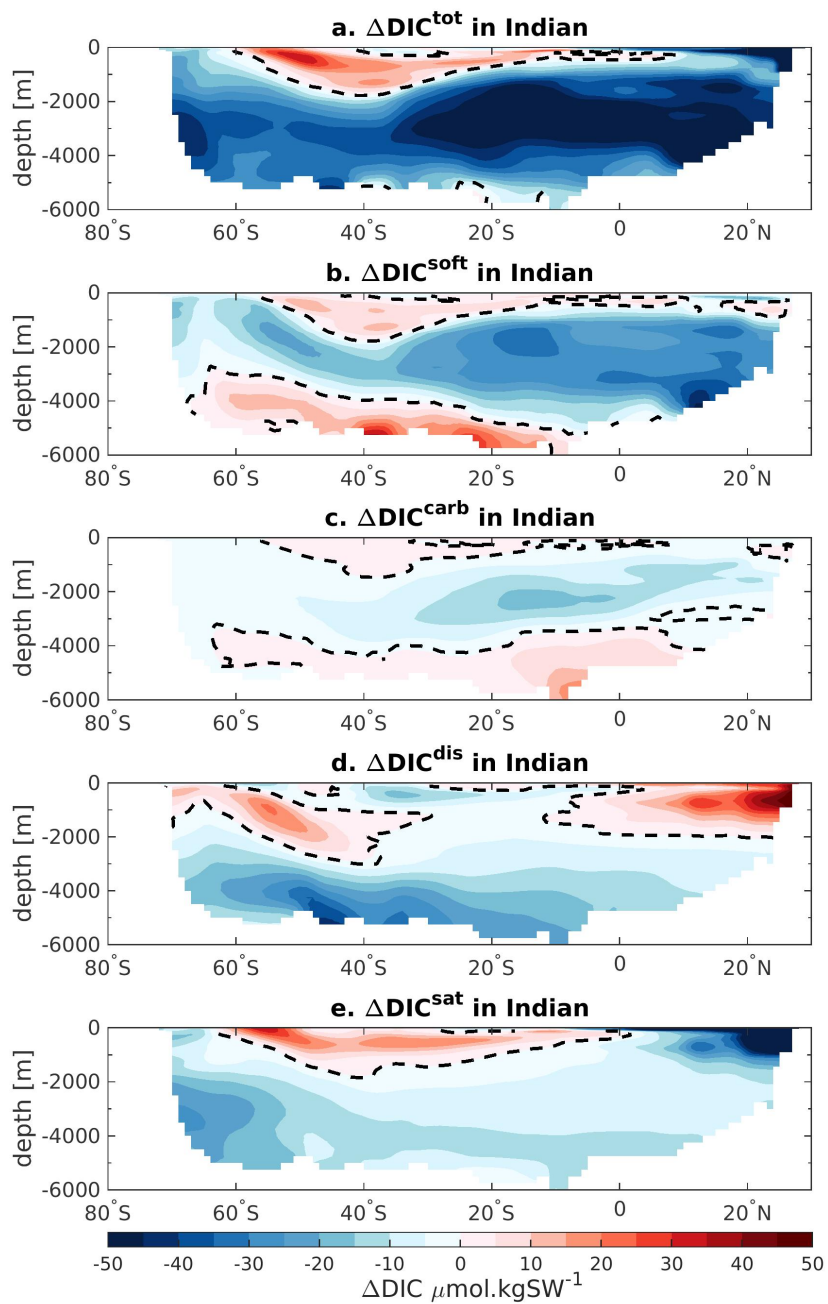 a. ΔDIC^tot in Indian
0
-2000
-4000
-6000
depth [m]
80°S 60°S 40°S 20°S 0 20°N
b. ΔDIC^soft in Indian
0
-2000
-4000
-6000
depth [m]
80°S 60°S 40°S 20°S 0 20°N
c. ΔDIC^carb in Indian
0
-2000
-4000
-6000
depth [m]
80°S 60°S 40°S 20°S 0 20°N
d. ΔDIC^dis in Indian
0
-2000
-4000
-6000
depth [m]
80°S 60°S 40°S 20°S 0 20°N
e. ΔDIC^sat in Indian
0
-2000
-4000
-6000
depth [m]
80°S 60°S 40°S 20°S 0 20°N
-50 -40 -30 -20 -10 0 10 20 30 40 50
ΔDIC μmol.kgSW^-1